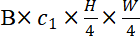 B× c₁ × H/4 × W/4